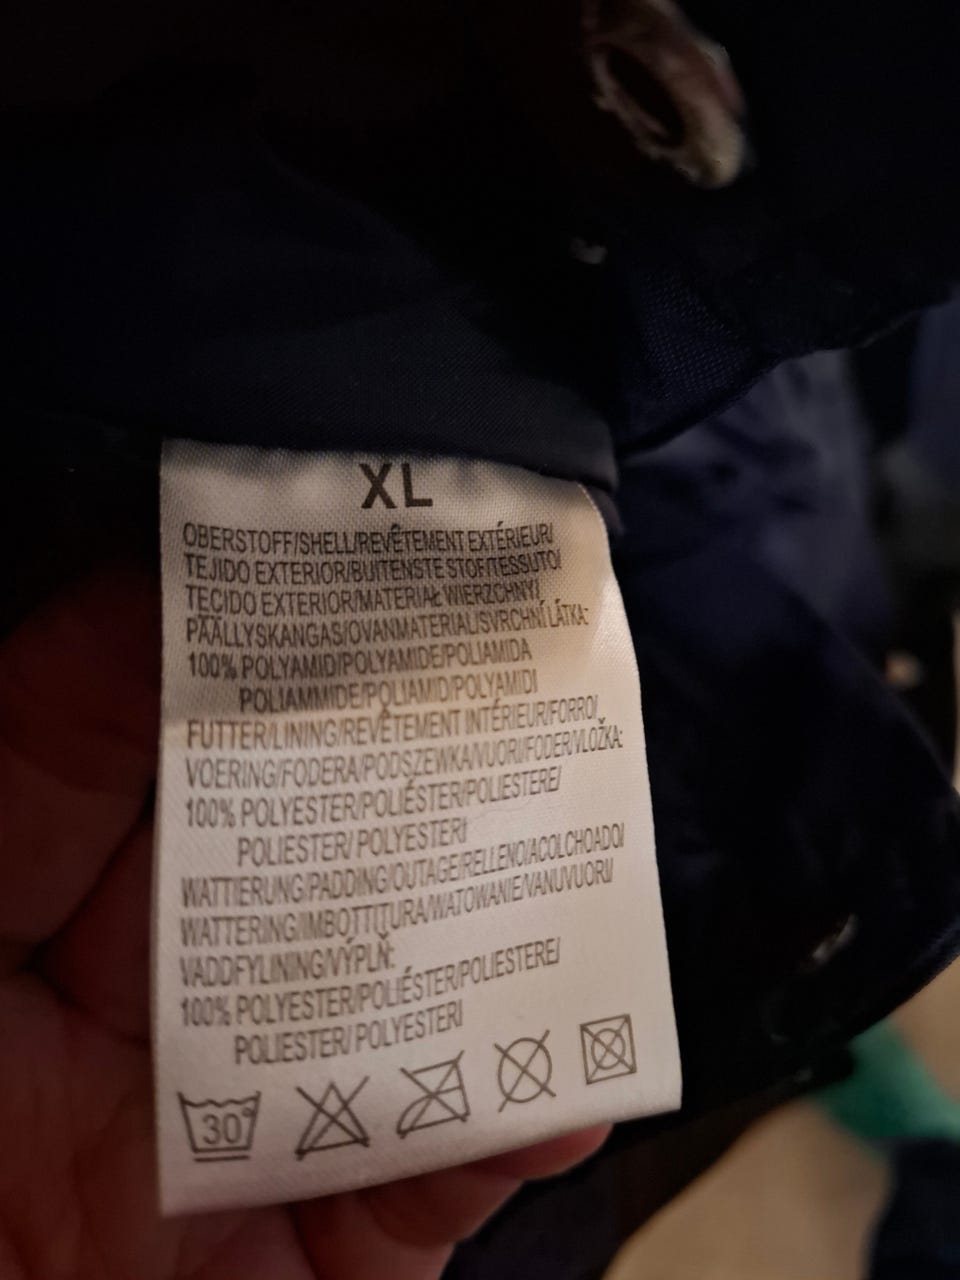 XL
OBERSTOFF/SHELL/REVÊTEMENT EXTÉRIEUR/
TEJIDO EXTERIOR/BUITENSTE STOF/TESSUTO/
TECIDO EXTERIOR/MATERIAŁ WIERZCHNY/
PÄÄLLYSKANGAS/OVANMATERIAL/SVRCHNÍ LÁTKA:
100% POLYAMID/POLYAMIDE/POLIAMIDA
POLIAMMIDE/POLIAMID/POLYAMIDI
FUTTER/LINING/REVÊTEMENT INTÉRIEUR/FORRO/
VOERING/FODERA/PODSZEWKA/VUORI/FODER/VLOŽKA:
100% POLYESTER/POLIÉSTER/POLIESTERE/
POLIESTER/ POLYESTERI
WATTIERUNG/PADDING/OUTAGE/RELLENO/ACOLCHOADO/
WATTERING/IMBOTTITURA/WATOWANIE/VANUVUORI/
VADDFYLINING/VÝPLŇ:
100% POLYESTER/POLIÉSTER/POLIESTERE/
POLIESTER/ POLYESTERI
30°